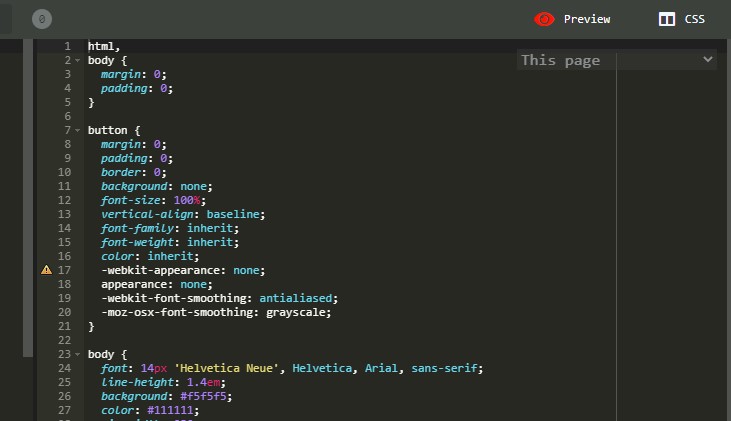 0 Preview CSS
This page
1 html,
2 body {
3 margin: 0;
4 padding: 0;
5 }
6
7 button {
8 margin: 0;
9 padding: 0;
10 border: 0;
11 background: none;
12 font-size: 100%;
13 vertical-align: baseline;
14 font-family: inherit;
15 font-weight: inherit;
16 color: inherit;
17 -webkit-appearance: none;
18 appearance: none;
19 -webkit-font-smoothing: antialiased;
20 -moz-osx-font-smoothing: grayscale;
21 }
22
23 body {
24 font: 14px 'Helvetica Neue', Helvetica, Arial, sans-serif;
25 line-height: 1.4em;
26 background: #f5f5f5;
27 color: #111111;